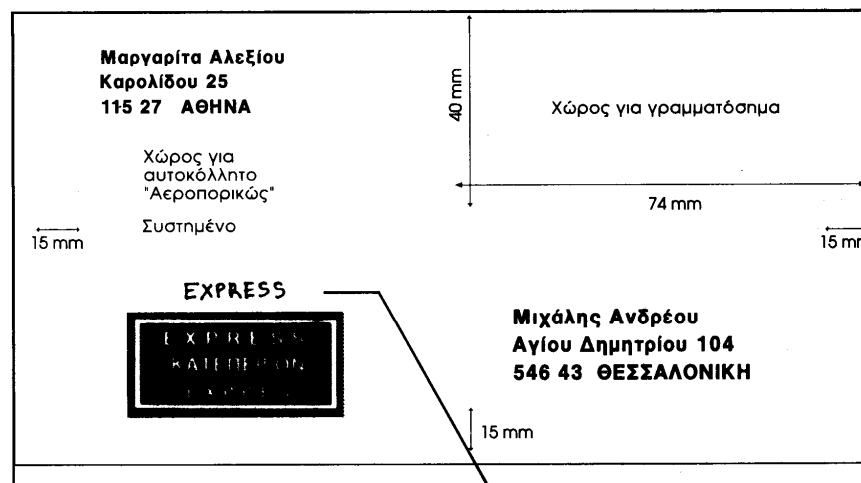 Μαργαρίτα Αλεξίου
Καρολίδου 25
115 27 ΑΘΗΝΑ
40 mm
Χώρος για γραμματόσημα
74 mm
Χώρος για
αυτοκόλλητο
"Αεροπορικώς"
Συστημένο
15 mm
15 mm
EXPRESS
EXPRESS
ΚΑΤΕΠΕΙΓΟΝ
Μιχάλης Ανδρέου
Αγίου Δημητρίου 104
546 43 ΘΕΣΣΑΛΟΝΙΚΗ
15 mm